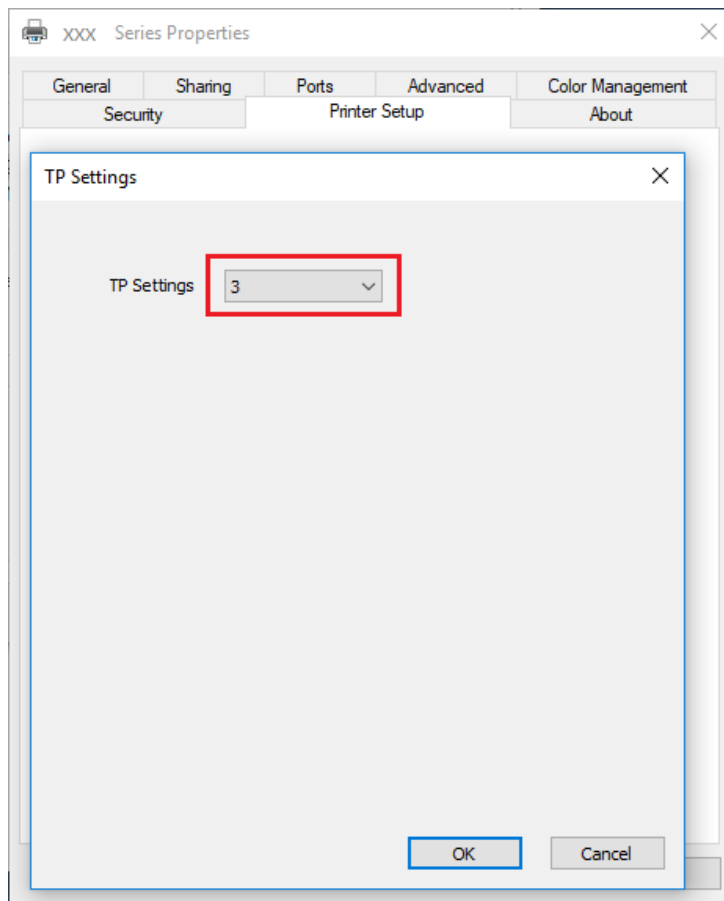 xxx Series Properties
General Sharing Ports Advanced Color Management
Security Printer Setup About
TP Settings
TP Settings 3
OK Cancel